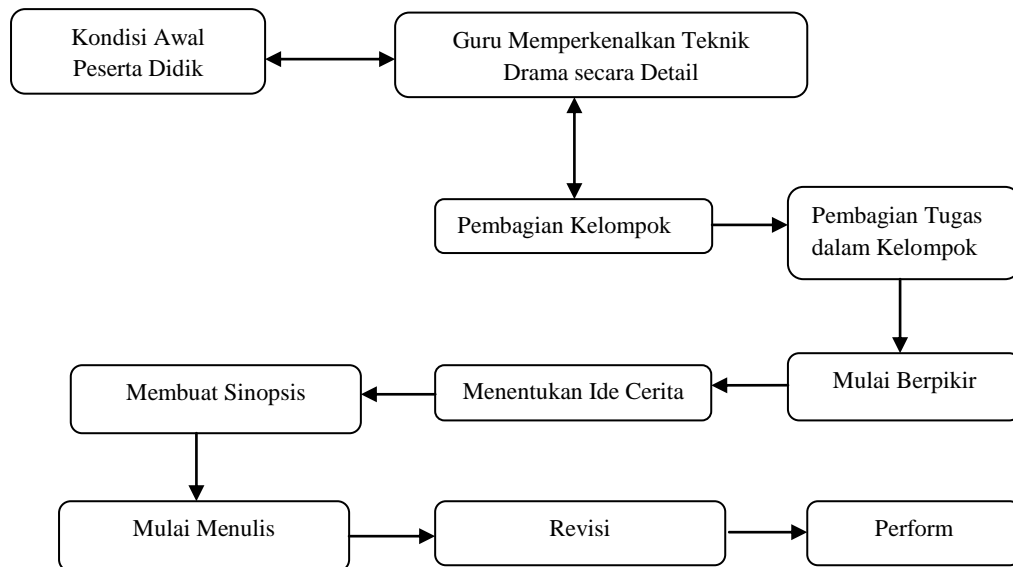 Kondisi Awal
Peserta Didik
Guru Memperkenalkan Teknik
Drama secara Detail
Pembagian Kelompok
Pembagian Tugas
dalam Kelompok
Mulai Berpikir
Menentukan Ide Cerita
Membuat Sinopsis
Mulai Menulis
Revisi
Perform